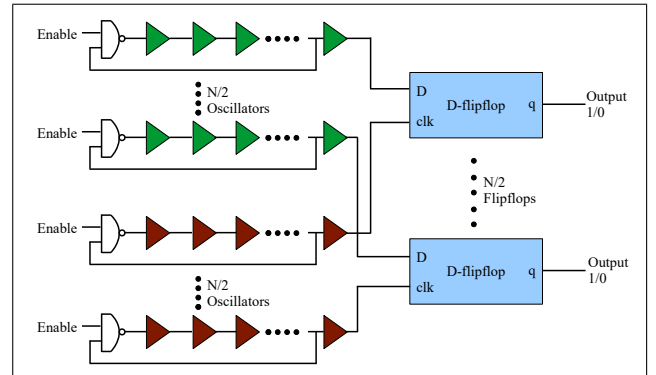 Enable
N/2
Oscillators
Enable
Enable
N/2
Oscillators
Enable
D
D-flipflop
q
clk
Output
1/0
N/2
Flipflops
D
D-flipflop
q
clk
Output
1/0